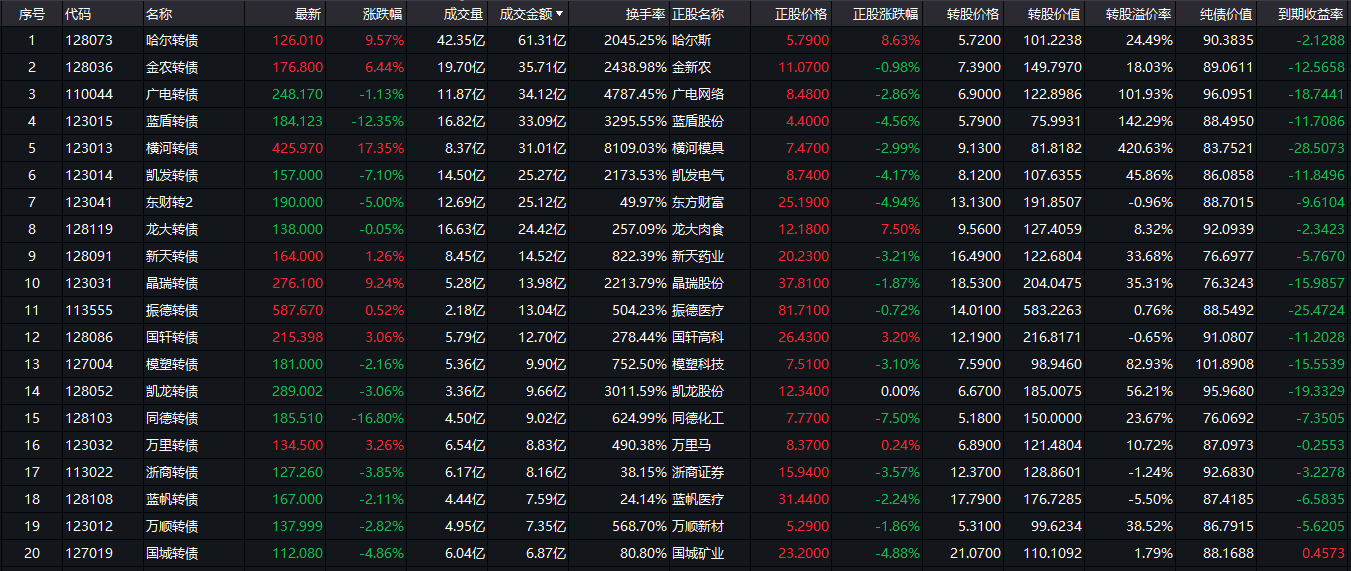 序号 代码 名称 最新 涨跌幅 成交量 成交金额 换手率 正股名称 正股价格 正股涨跌幅 转股价格 转股价值 转股溢价率 纯债价值 到期收益率
1 128073 哈尔转债 126.010 9.57% 42.35亿 61.31亿 2045.25% 哈尔斯 5.7900 8.63% 5.7200 101.2238 24.49% 90.3835 -2.1288
2 128036 金农转债 176.800 6.44% 19.70亿 35.71亿 2438.98% 金新农 11.0700 -0.98% 7.3900 149.7970 18.03% 89.0611 -12.5658
3 110044 广电转债 248.170 -1.13% 11.87亿 34.12亿 4787.45% 广电网络 8.4800 -2.86% 6.9000 122.8986 101.93% 96.0951 -18.7441
4 123015 蓝盾转债 184.123 -12.35% 16.82亿 33.09亿 3295.55% 蓝盾股份 4.4000 -4.56% 5.7900 75.9931 142.29% 88.4950 -11.7086
5 123013 横河转债 425.970 17.35% 8.37亿 31.01亿 8109.03% 横河模具 7.4700 -2.99% 9.1300 81.8182 420.63% 83.7521 -28.5073
6 123014 凯发转债 157.000 -7.10% 14.50亿 25.27亿 2173.53% 凯发电气 8.7400 -4.17% 8.1200 107.6355 45.86% 86.0858 -11.8496
7 123041 东财转2 190.000 -5.00% 12.69亿 25.12亿 49.97% 东方财富 25.1900 -4.94% 13.1300 191.8507 -0.96% 88.7015 -9.6104
8 128119 龙大转债 138.000 -0.05% 16.63亿 24.42亿 257.09% 龙大肉食 12.1800 7.50% 9.5600 127.4059 8.32% 92.0939 -2.3423
9 128091 新天转债 164.000 1.26% 8.45亿 14.52亿 822.39% 新天药业 20.2300 -3.21% 16.4900 122.6804 33.68% 76.6977 -5.7670
10 123031 晶瑞转债 276.100 9.24% 5.28亿 13.98亿 2213.79% 晶瑞股份 37.8100 -1.87% 18.5300 204.0475 35.31% 76.3243 -15.9857
11 113555 振德转债 587.670 0.52% 2.18亿 13.04亿 504.23% 振德医疗 81.7100 -0.72% 14.0100 583.2263 0.76% 88.5492 -25.4724
12 128086 国轩转债 215.398 3.06% 5.79亿 12.70亿 278.44% 国轩高科 26.4300 3.20% 12.1900 216.8171 -0.65% 91.0807 -11.2028
13 127004 模塑转债 181.000 -2.16% 5.36亿 9.90亿 752.50% 模塑科技 7.5100 -3.10% 7.5900 98.9460 82.93% 101.8908 -15.5539
14 128052 凯龙转债 289.002 -3.06% 3.36亿 9.66亿 3011.59% 凯龙股份 12.3400 0.00% 6.6700 185.0075 56.21% 95.9680 -19.3329
15 128103 同德转债 185.510 -16.80% 4.50亿 9.02亿 624.99% 同德化工 7.7700 -7.50% 5.1800 150.0000 23.67% 76.0692 -7.3505
16 123032 万里转债 134.500 3.26% 6.54亿 8.83亿 490.38% 万里马 8.3700 0.24% 6.8900 121.4804 10.72% 87.0973 -0.2553
17 113022 浙商转债 127.260 -3.85% 6.17亿 8.16亿 38.15% 浙商证券 15.9400 -3.57% 12.3700 128.8601 -1.24% 92.6830 -3.2278
18 128108 蓝帆转债 167.000 -2.11% 4.44亿 7.59亿 24.14% 蓝帆医疗 31.4400 -2.24% 17.7900 176.7285 -5.50% 87.4185 -6.5835
19 123012 万顺转债 137.999 -2.82% 4.95亿 7.35亿 568.70% 万顺新材 5.2900 -1.86% 5.3100 99.6234 38.52% 86.7915 -5.6205
20 127019 国城转债 112.080 -4.86% 6.04亿 6.87亿 80.80% 国城矿业 23.2000 -4.88% 21.0700 110.1092 1.79% 88.1688 0.4573